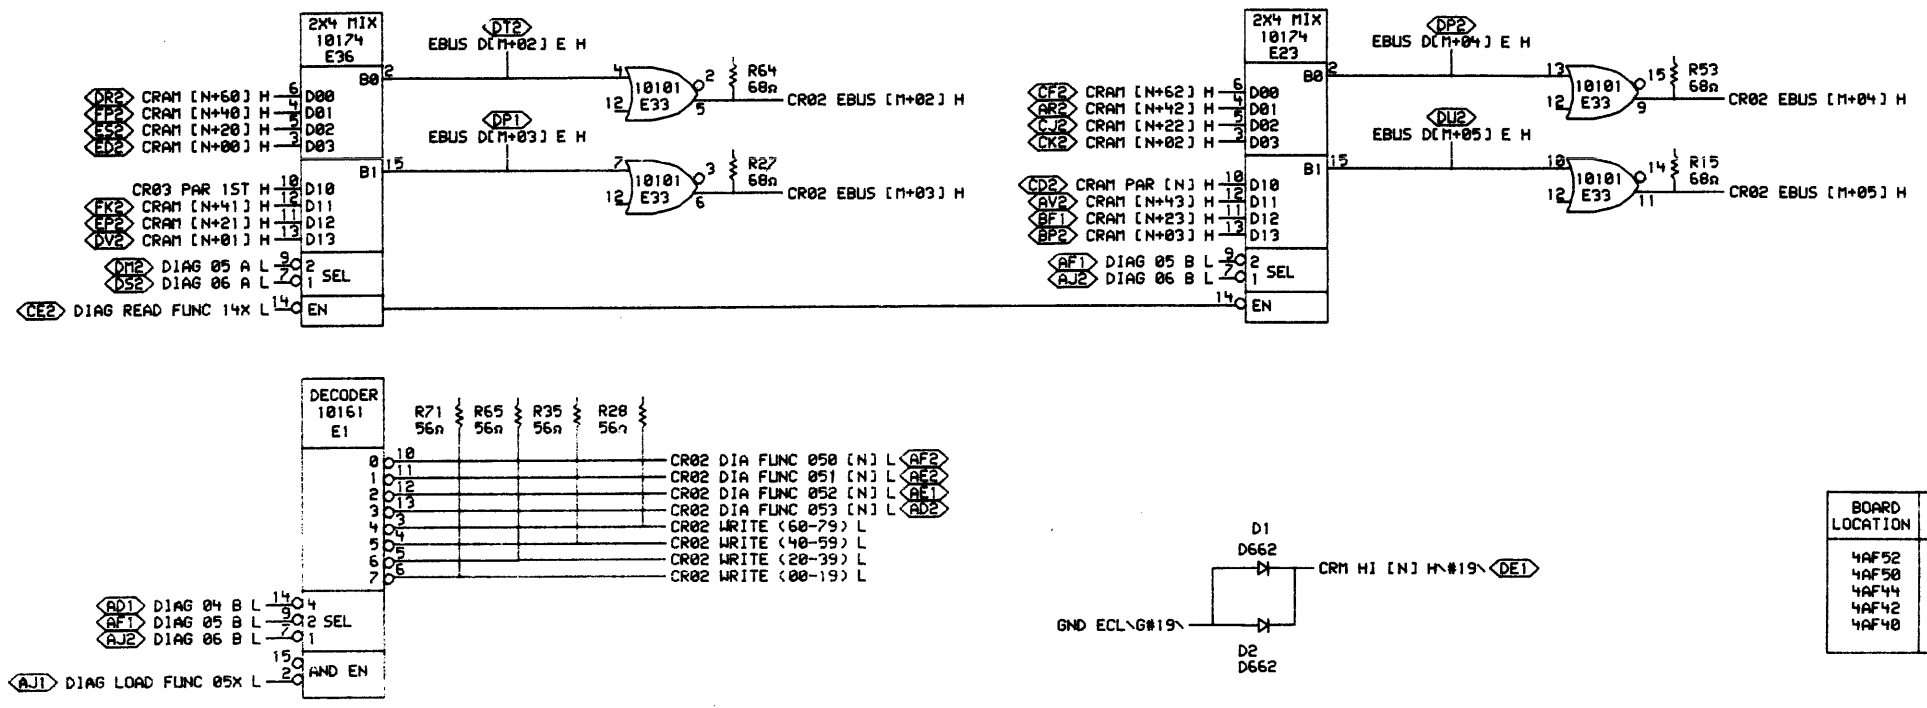 2X4 MIX
10174
E36
DT2
EBUS D[M+02] E H
B0 2
4
12
10101
E33
2
5
R64
68Ω
CR02 EBUS [M+02] H
DR2 CRAM [N+60] H 6 D00
FP2 CRAM [N+40] H 4 D01
ES2 CRAM [N+20] H 5 D02
ED2 CRAM [N+00] H 3 D03
DP1
EBUS D[M+03] E H
B1 15
7
12
10101
E33
3
6
R27
68Ω
CR02 EBUS [M+03] H
CR03 PAR 1ST H 10 D10
FK2 CRAM [N+41] H 12 D11
EP2 CRAM [N+21] H 11 D12
DV2 CRAM [N+01] H 13 D13
DM2 DIAG 05 A L 9 2
SEL
DS2 DIAG 06 A L 7 1
CE2 DIAG READ FUNC 14X L 14 EN
2X4 MIX
10174
E23
DP2
EBUS D[M+04] E H
B0 2
13
12
10101
E33
15
9
R53
68Ω
CR02 EBUS [M+04] H
CF2 CRAM [N+62] H 6 D00
AR2 CRAM [N+42] H 4 D01
CJ2 CRAM [N+22] H 5 D02
CK2 CRAM [N+02] H 3 D03
DU2
EBUS D[M+05] E H
B1 15
10
12
10101
E33
14
11
R15
68Ω
CR02 EBUS [M+05] H
CD2 CRAM PAR [N] H 10 D10
AV2 CRAM [N+43] H 12 D11
BF1 CRAM [N+23] H 11 D12
BP2 CRAM [N+03] H 13 D13
AF1 DIAG 05 B L 9 2
SEL
AJ2 DIAG 06 B L 7 1
14 EN
DECODER
10161
E1
R71 R65 R35 R28
56Ω 56Ω 56Ω 56Ω
0 10 CR02 DIA FUNC 050 [N] L AF2
1 11 CR02 DIA FUNC 051 [N] L AE2
2 12 CR02 DIA FUNC 052 [N] L AE1
3 13 CR02 DIA FUNC 053 [N] L AD2
4 3 CR02 WRITE (60-79) L
5 4 CR02 WRITE (40-59) L
6 5 CR02 WRITE (20-39) L
7 6 CR02 WRITE (00-19) L
AD1 DIAG 04 B L 14 4
AF1 DIAG 05 B L 9 2 SEL
AJ2 DIAG 06 B L 7 1
15
AND EN
AJ1 DIAG LOAD FUNC 05X L 2
D1
D662
CRM HI [N] H\#19\ DE1
GND ECL\G#19\
D2
D662
BOARD
LOCATION
4AF52
4AF50
4AF44
4AF42
4AF40